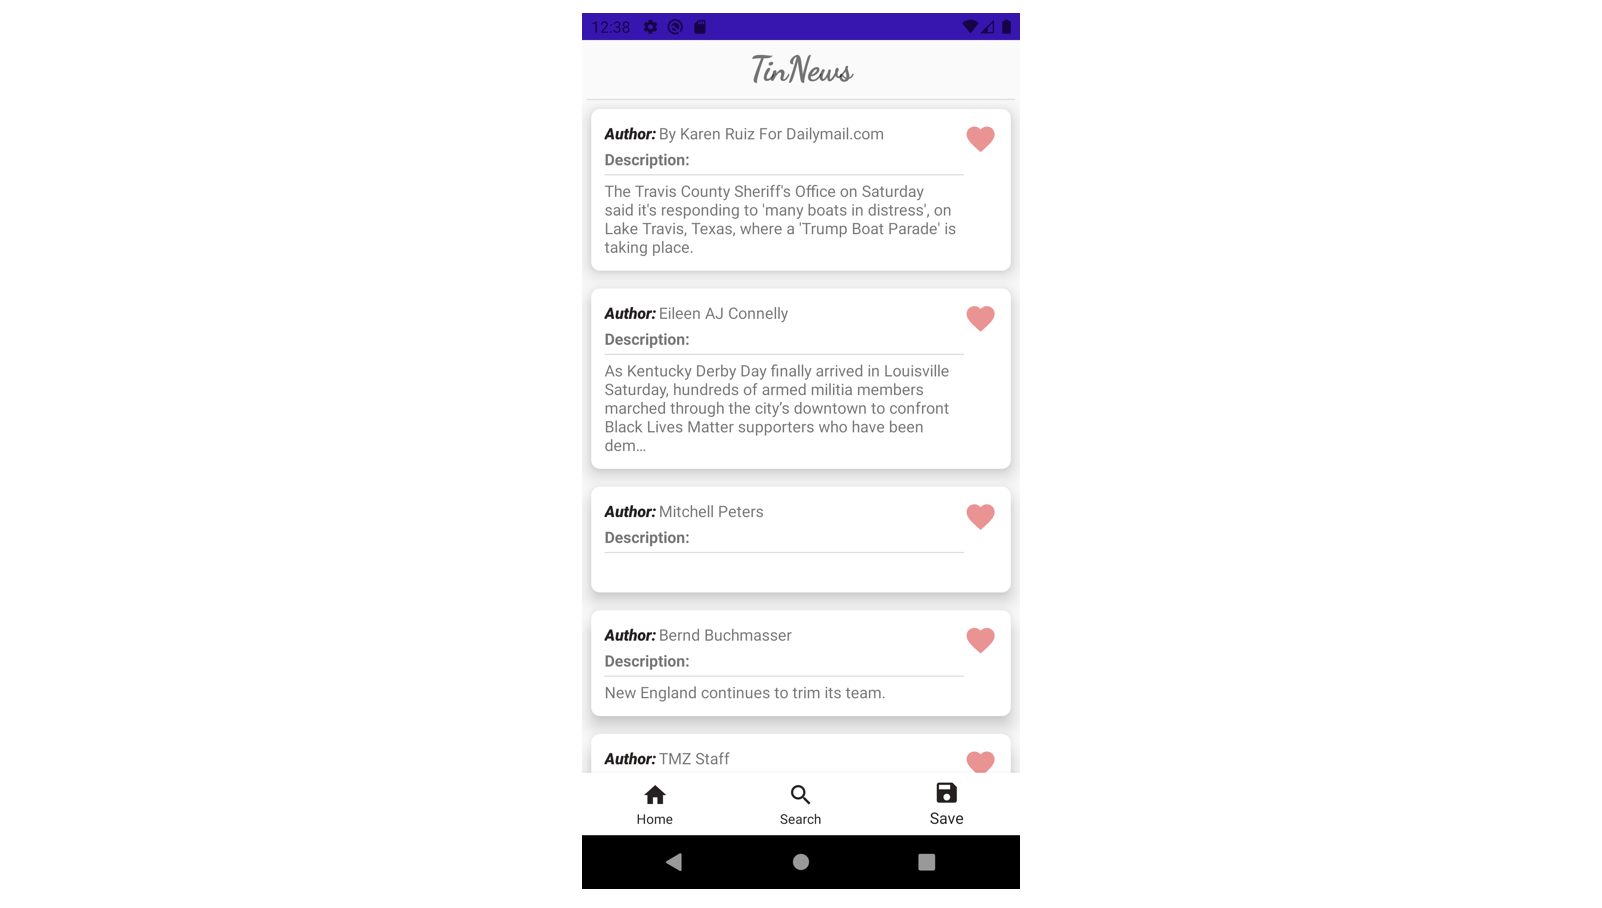 12:38
TinNews
Author: By Karen Ruiz For Dailymail.com
Description:
The Travis County Sheriff's Office on Saturday
said it's responding to 'many boats in distress', on
Lake Travis, Texas, where a 'Trump Boat Parade' is
taking place.
Author: Eileen AJ Connelly
Description:
As Kentucky Derby Day finally arrived in Louisville
Saturday, hundreds of armed militia members
marched through the city’s downtown to confront
Black Lives Matter supporters who have been
dem…
Author: Mitchell Peters
Description:
Author: Bernd Buchmasser
Description:
New England continues to trim its team.
Author: TMZ Staff
Home Search Save